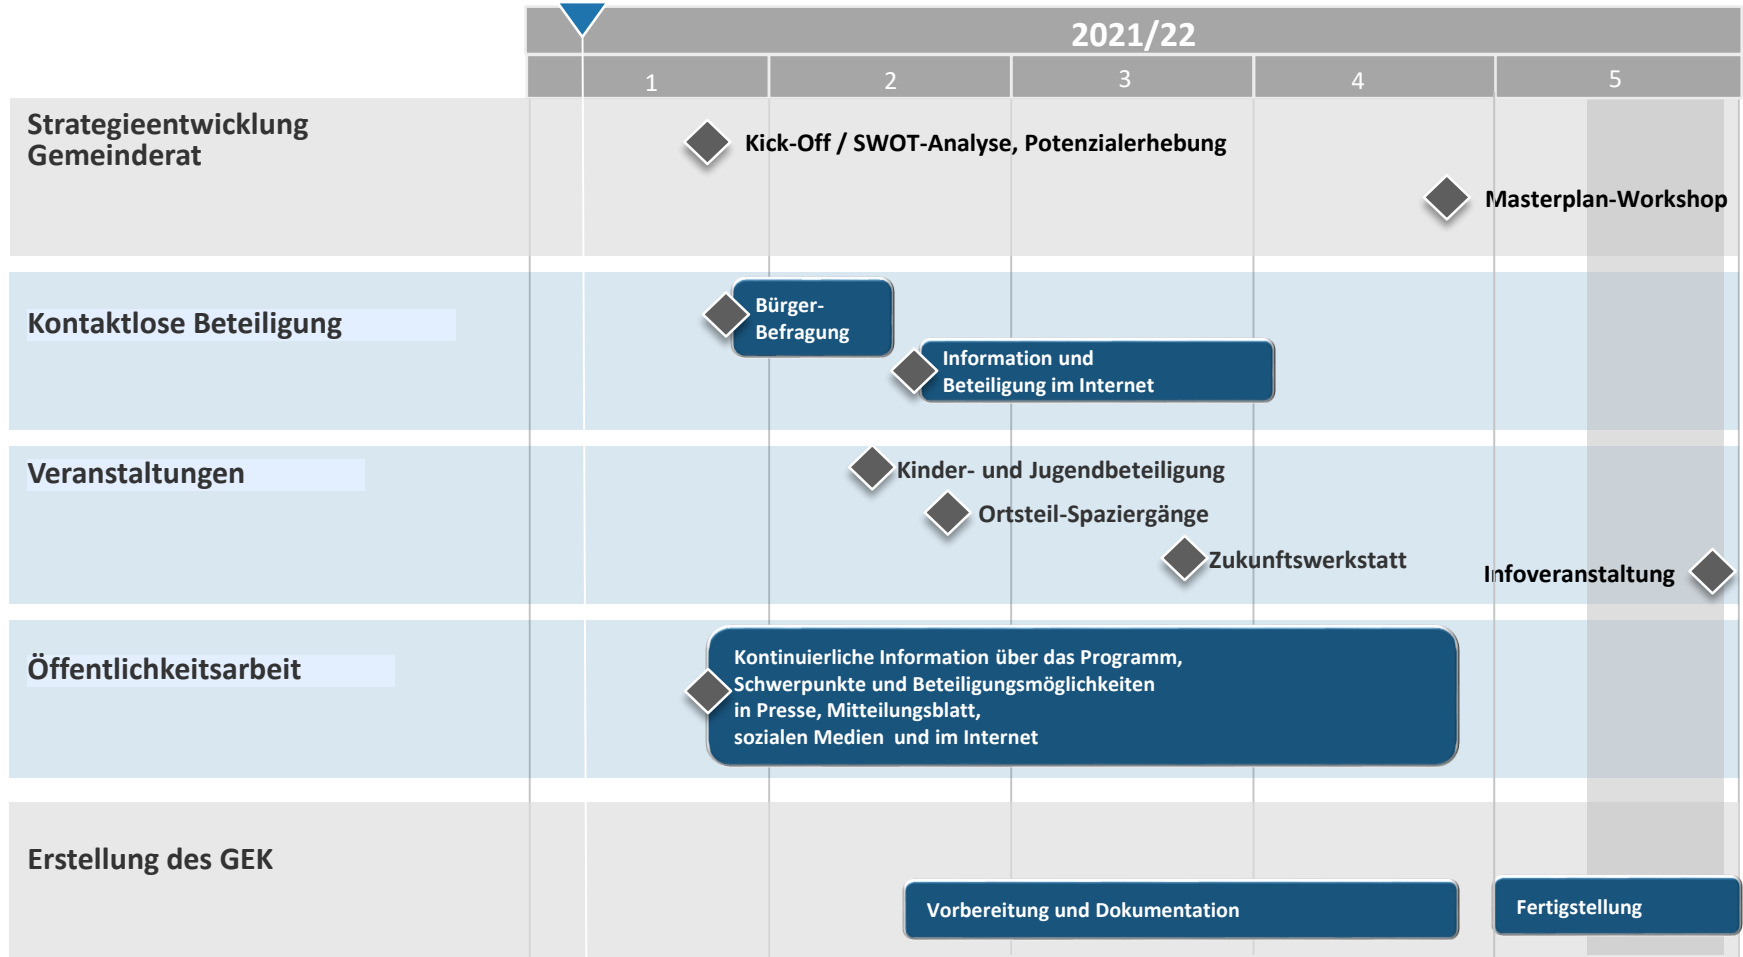 2021/22
1 2 3 4 5
Strategieentwicklung
Gemeinderat
Kick-Off / SWOT-Analyse, Potenzialerhebung
Masterplan-Workshop
Kontaktlose Beteiligung
Bürger-
Befragung
Information und
Beteiligung im Internet
Veranstaltungen
Kinder- und Jugendbeteiligung
Ortsteil-Spaziergänge
Zukunftswerkstatt
Infoveranstaltung
Öffentlichkeitsarbeit
Kontinuierliche Information über das Programm,
Schwerpunkte und Beteiligungsmöglichkeiten
in Presse, Mitteilungsblatt,
sozialen Medien und im Internet
Erstellung des GEK
Vorbereitung und Dokumentation
Fertigstellung